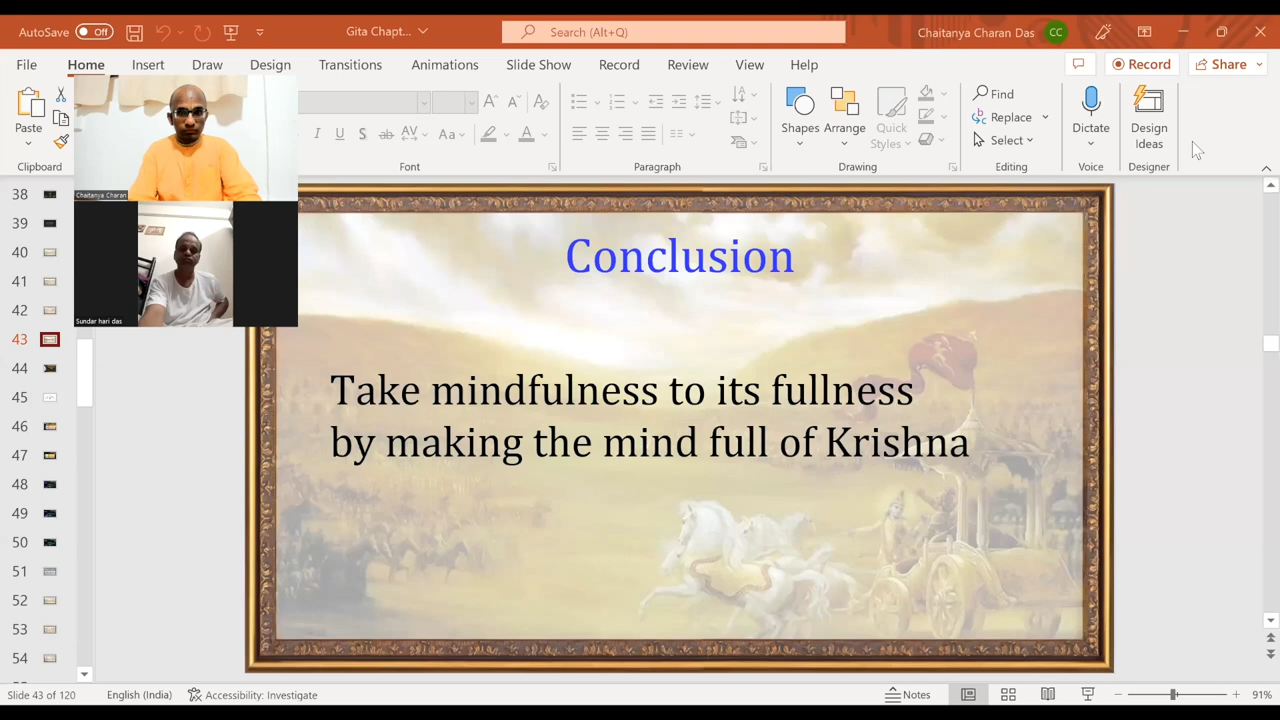 AutoSave Off Gita Chapt... Search (Alt+Q) Chaitanya Charan Das CC
File Home Insert Draw Design Transitions Animations Slide Show Record Review View Help Record Share
Paste Aa A Shapes Arrange Quick Styles Find Replace Select Dictate Design Ideas
Clipboard Font Paragraph Drawing Editing Voice Designer
Chaitanya Charan
Sundar hari das
38
39
40
41
42
43
44
45
46
47
48
49
50
51
52
53
54
Conclusion
Take mindfulness to its fullness
by making the mind full of Krishna
Slide 43 of 120 English (India) Accessibility: Investigate Notes 91%